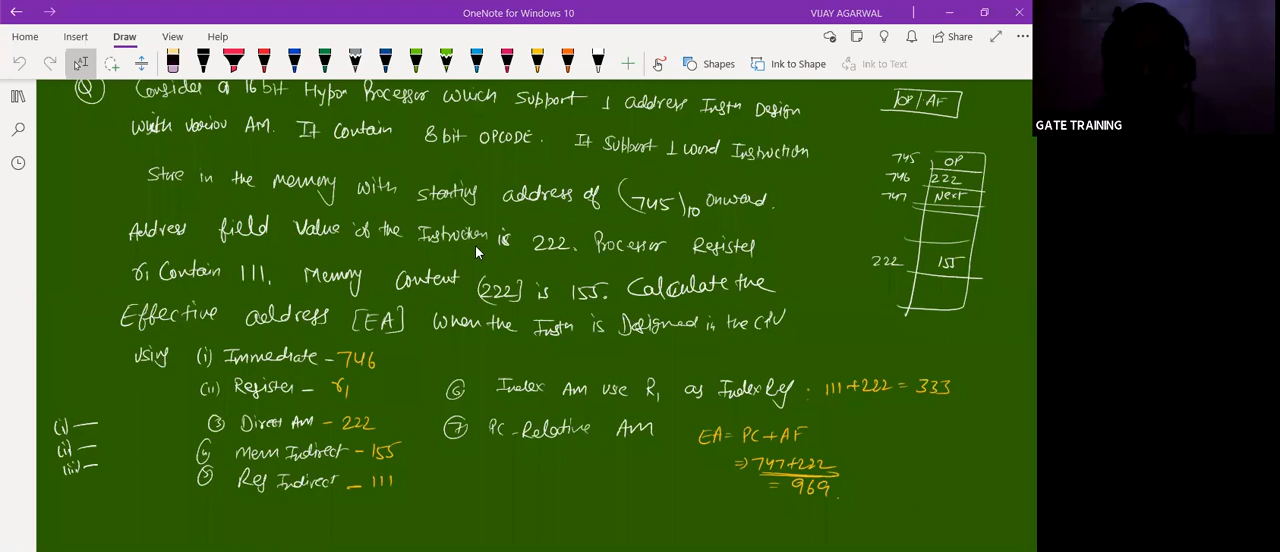 OneNote for Windows 10
VIJAY AGARWAL
Home Insert Draw View Help
Share
Shapes
Ink to Shape
Ink to Text
GATE TRAINING
Q Consider a 16 bit Hypo Processor which support 1 address Instn Design
with various AM. It Contain 8 bit OPCODE. It Support 1 word Instruction
Store in the memory with starting address of (745)10 onward.
Address field value of the Instruction is 222. Processor Register
r1 Contain 111. Memory Content [222] is 155. Calculate the
Effective address [EA] when the Instn is Designed in the CPU
using (i) Immediate - 746
(ii) Register - r1
(3) Direct AM - 222
(4) Mem Indirect - 155
(5) Reg Indirect - 111
(6) Index AM use R1 as Index Reg : 111+222 = 333
(7) PC-Relative AM EA = PC + AF
⇒ 747+222
= 969.
(i) —
(ii) —
(iii) —
OP | AF
745 OP
746 222
747 Next
222 155